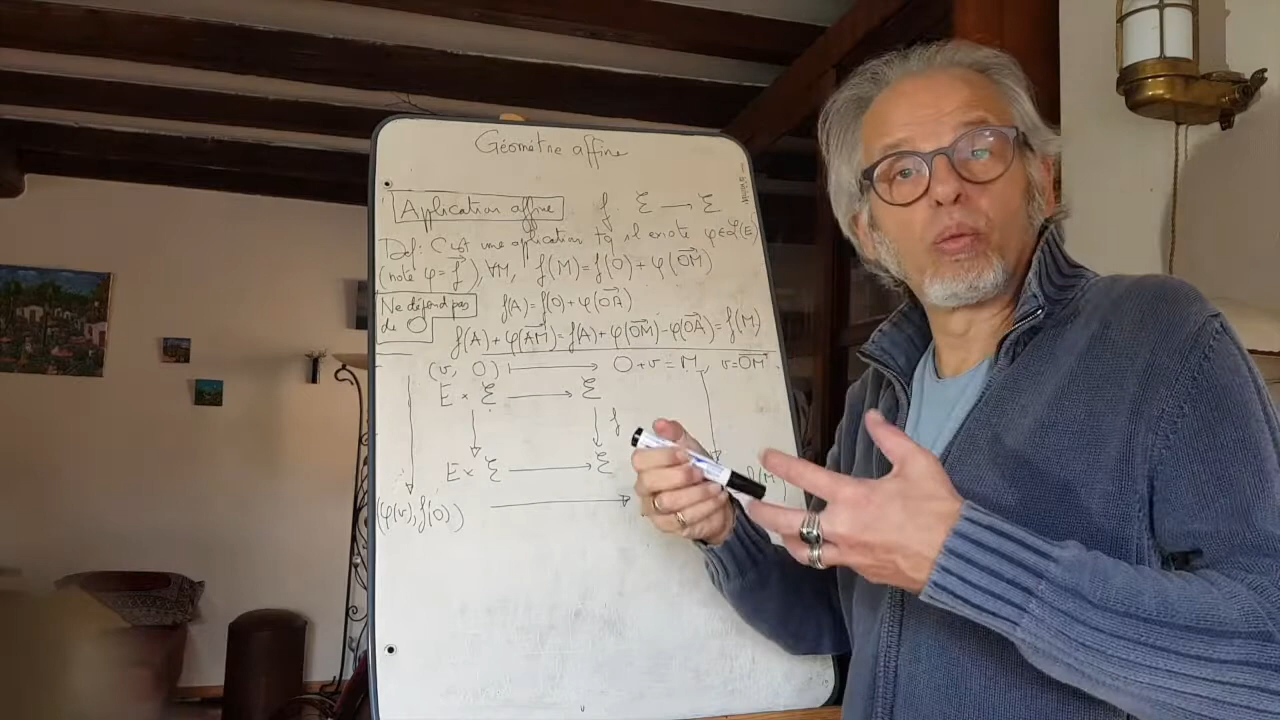 Géométrie affine
Application affine f ℰ → ℰ
Def: C'est une application tq il existe φ∈ℒ(E)
(noté φ=f⃗), ∀M, f(M)=f(O)+φ(OM⃗)
Ne dépend pas f(A)=f(O)+φ(OA⃗)
de O
f(A)+φ(AM⃗)=f(A)+φ(OM⃗)-φ(OA⃗)=f(M)
(v, O) ↦ O+v=M, v=OM⃗
E × ℰ → ℰ
f
E × ℰ → ℰ
f(M)
(φ(v), f(O)) →